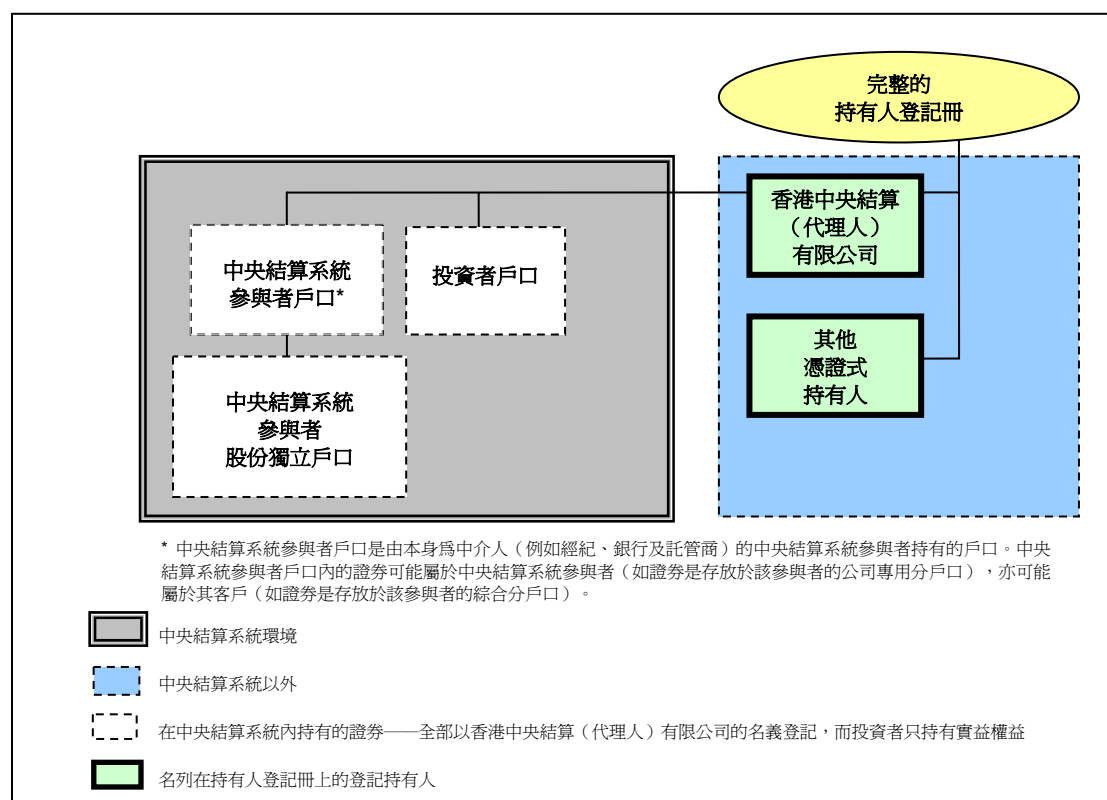 完整的
持有人登記冊
香港中央結算
（代理人）
有限公司
中央結算系統
參與者戶口*
投資者戶口
其他
憑證式
持有人
中央結算系統
參與者
股份獨立戶口
* 中央結算系統參與者戶口是由本身爲中介人（例如經紀、銀行及託管商）的中央結算系統參與者持有的戶口。中央
結算系統參與者戶口內的證券可能屬於中央結算系統參與者（如證券是存放於該參與者的公司專用分戶口），亦可能
屬於其客戶（如證券是存放於該參與者的綜合分戶口）。
中央結算系統環境
中央結算系統以外
在中央結算系統內持有的證券——全部以香港中央結算（代理人）有限公司的名義登記，而投資者只持有實益權益
名列在持有人登記冊上的登記持有人